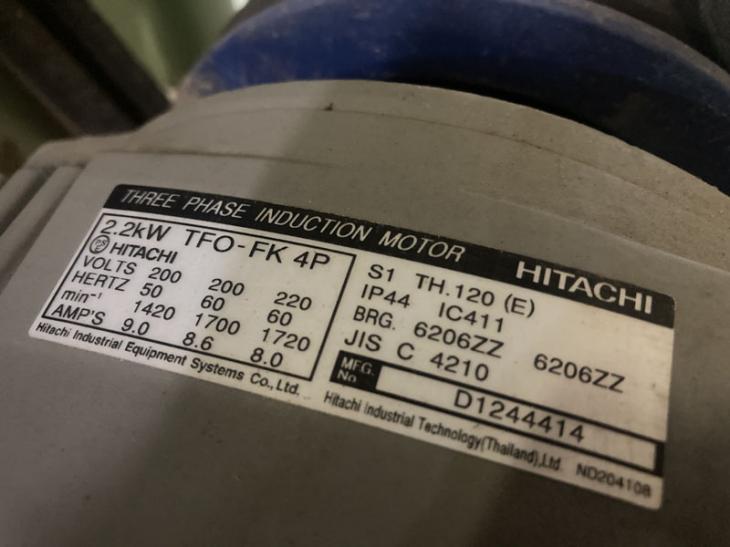 THREE PHASE INDUCTION MOTOR HITACHI
2.2kW TFO-FK 4P
PS E HITACHI
VOLTS 200 200 220
HERTZ 50 60 60
min⁻¹ 1420 1700 1720
AMP'S 9.0 8.6 8.0
Hitachi Industrial Equipment Systems Co., Ltd.
S1 TH.120 (E)
IP44 IC411
BRG. 6206ZZ 6206ZZ
JIS C 4210
MFG. No. D1244414
Hitachi Industrial Technology(Thailand),Ltd. ND204108